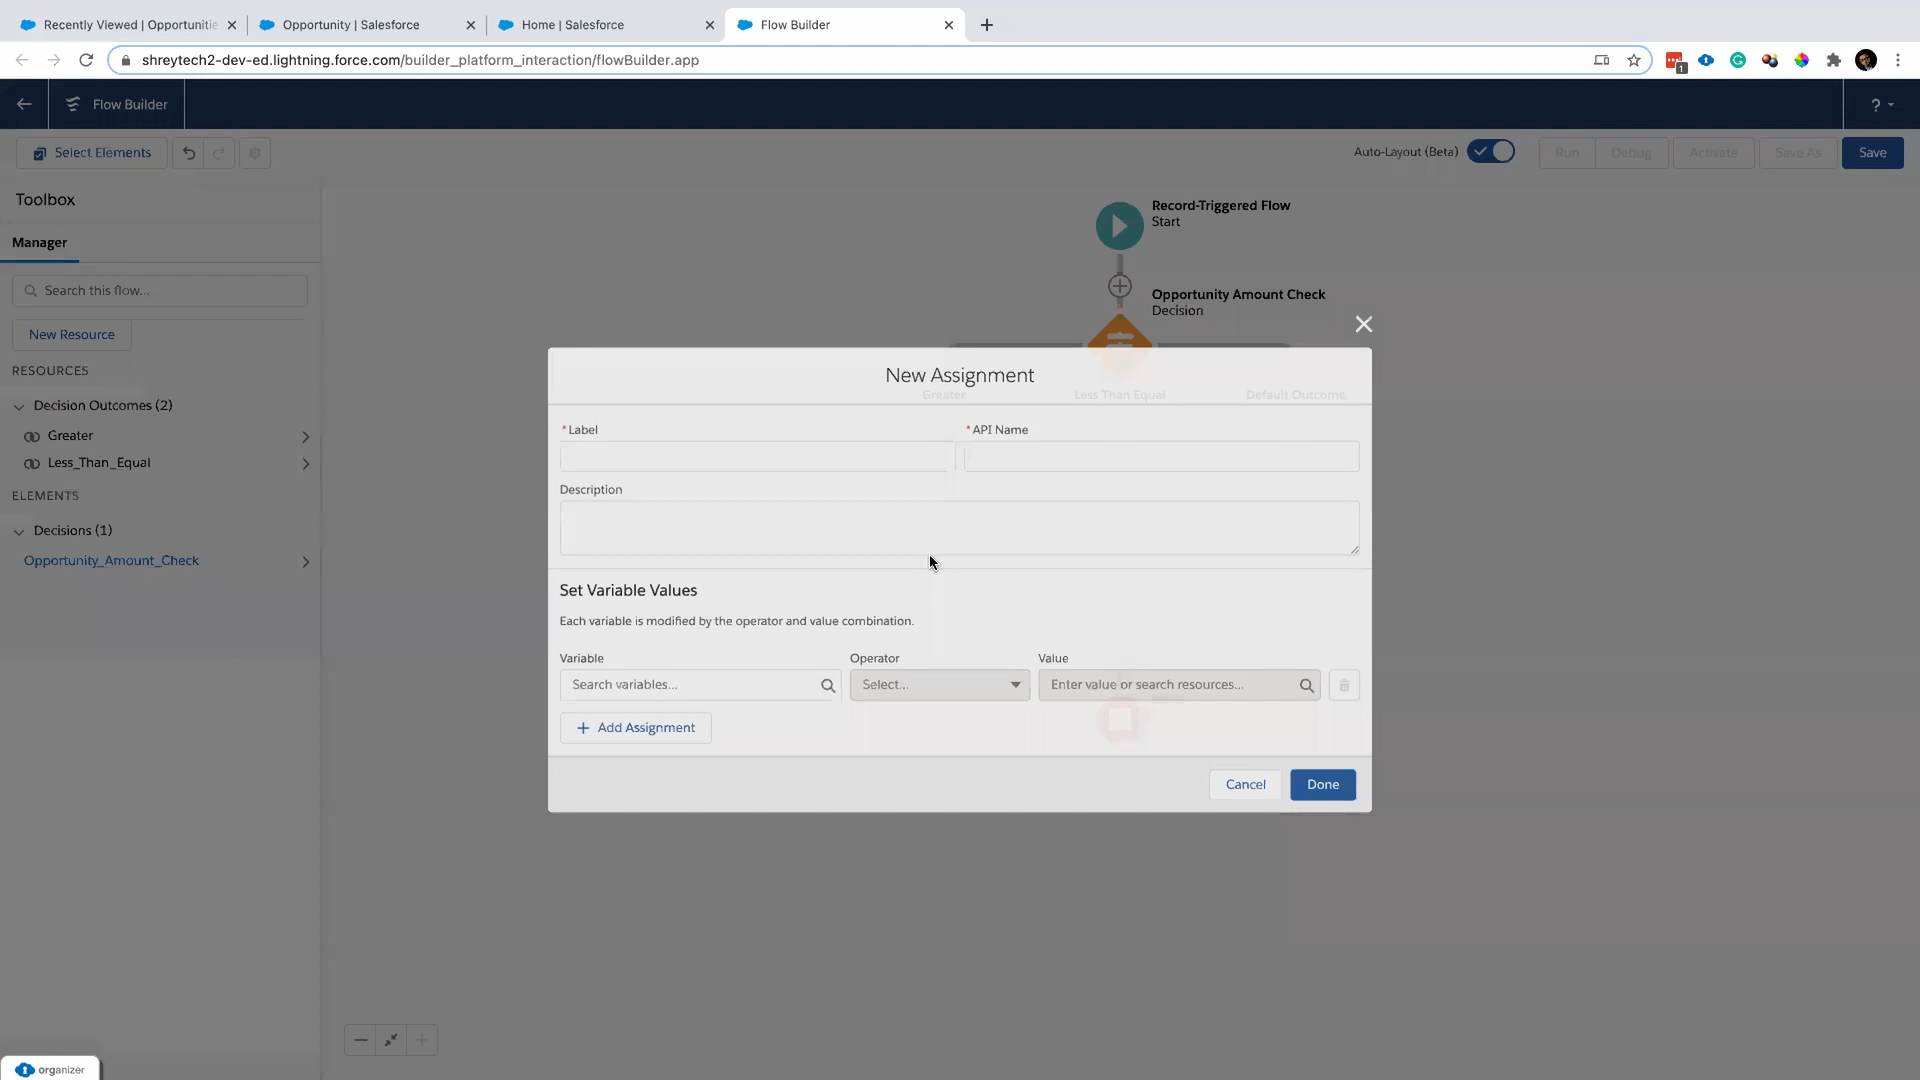 Recently Viewed | Opportunitie
Opportunity | Salesforce
Home | Salesforce
Flow Builder
shreytech2-dev-ed.lightning.force.com/builder_platform_interaction/flowBuilder.app
1
Flow Builder
?
Select Elements
Auto-Layout (Beta)
Run
Debug
Activate
Save As
Save
Toolbox
Manager
Search this flow...
New Resource
RESOURCES
Decision Outcomes (2)
Greater
Less_Than_Equal
ELEMENTS
Decisions (1)
Opportunity_Amount_Check
Record-Triggered Flow
Start
Opportunity Amount Check
Decision
New Assignment
Greater
Less Than Equal
Default Outcome
* Label
* API Name
Description
Set Variable Values
Each variable is modified by the operator and value combination.
Variable
Operator
Value
Search variables...
Select...
Enter value or search resources...
+ Add Assignment
Cancel
Done
organizer